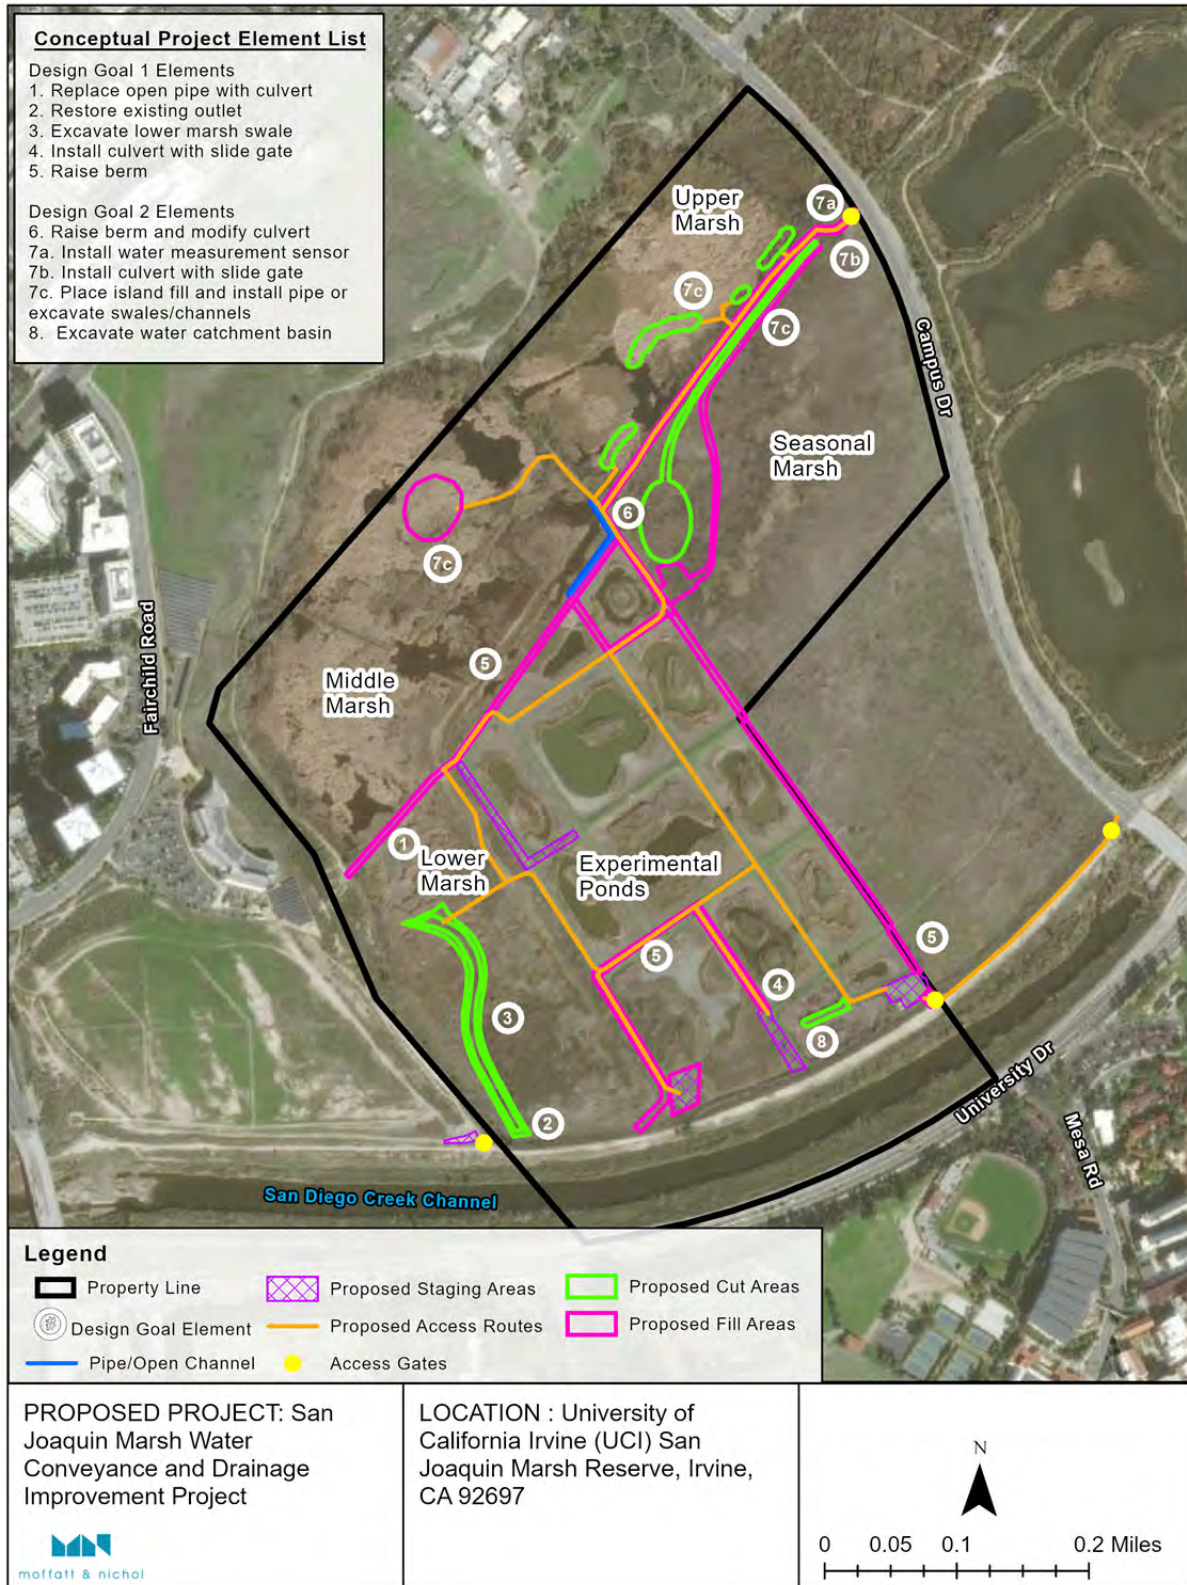 Conceptual Project Element List
Design Goal 1 Elements
1. Replace open pipe with culvert
2. Restore existing outlet
3. Excavate lower marsh swale
4. Install culvert with slide gate
5. Raise berm
Design Goal 2 Elements
6. Raise berm and modify culvert
7a. Install water measurement sensor
7b. Install culvert with slide gate
7c. Place island fill and install pipe or
excavate swales/channels
8. Excavate water catchment basin
Upper
Marsh
7a
7b
7c
7c
Campus Dr
Seasonal
Marsh
6
7c
Fairchild Road
5
Middle
Marsh
1
Lower
Marsh
Experimental
Ponds
5
5
4
3
8
2
University Dr
Mesa Rd
San Diego Creek Channel
Legend
Property Line
Proposed Staging Areas
Proposed Cut Areas
Design Goal Element
Proposed Access Routes
Proposed Fill Areas
Pipe/Open Channel
Access Gates
PROPOSED PROJECT: San
Joaquin Marsh Water
Conveyance and Drainage
Improvement Project
moffatt & nichol
LOCATION : University of
California Irvine (UCI) San
Joaquin Marsh Reserve, Irvine,
CA 92697
N
0 0.05 0.1 0.2 Miles